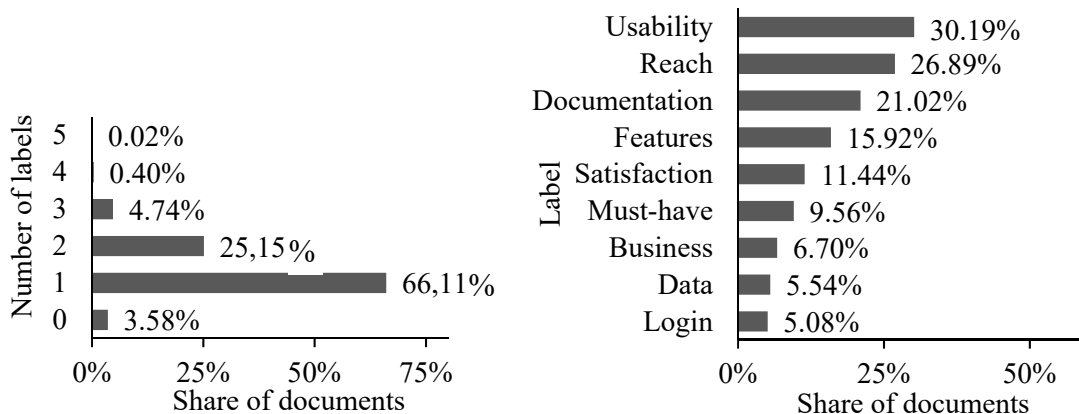 Number of labels
5 0.02%
4 0.40%
3 4.74%
2 25,15%
1 66,11%
0 3.58%
0% 25% 50% 75%
Share of documents
Label
Usability 30.19%
Reach 26.89%
Documentation 21.02%
Features 15.92%
Satisfaction 11.44%
Must-have 9.56%
Business 6.70%
Data 5.54%
Login 5.08%
0% 25% 50%
Share of documents